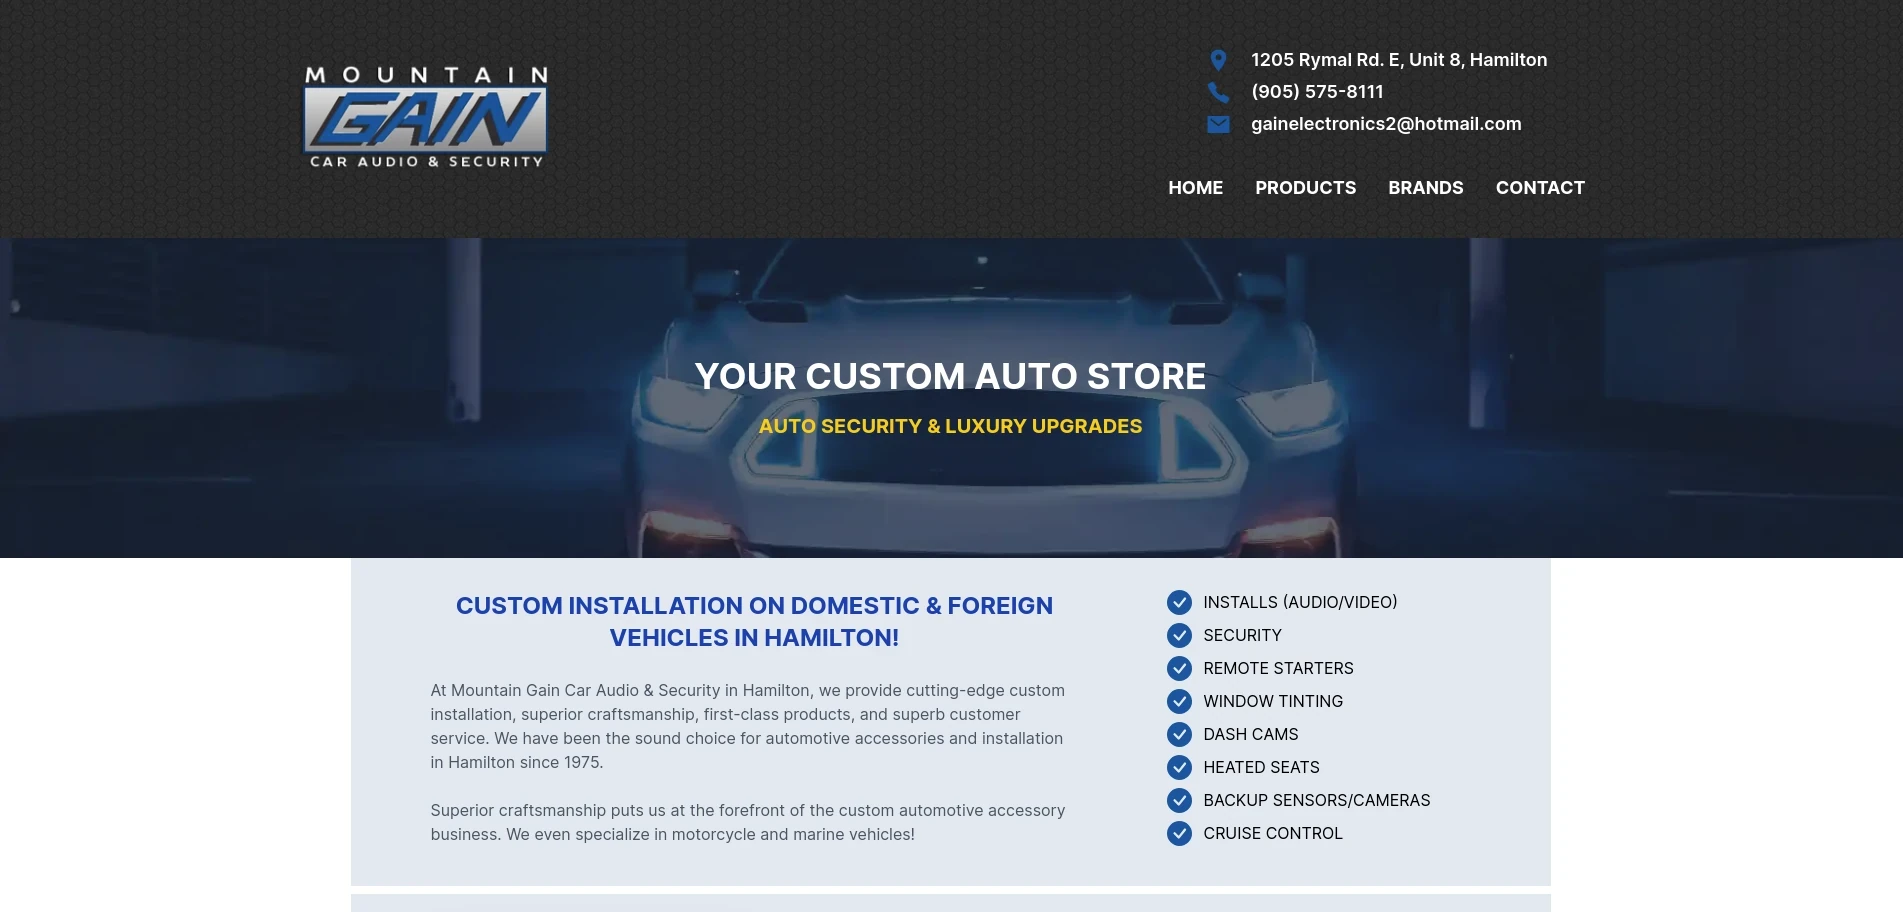 MOUNTAIN
GAIN
CAR AUDIO & SECURITY
1205 Rymal Rd. E, Unit 8, Hamilton
(905) 575-8111
gainelectronics2@hotmail.com
HOME PRODUCTS BRANDS CONTACT
YOUR CUSTOM AUTO STORE
AUTO SECURITY & LUXURY UPGRADES
CUSTOM INSTALLATION ON DOMESTIC & FOREIGN
VEHICLES IN HAMILTON!
At Mountain Gain Car Audio & Security in Hamilton, we provide cutting-edge custom
installation, superior craftsmanship, first-class products, and superb customer
service. We have been the sound choice for automotive accessories and installation
in Hamilton since 1975.
Superior craftsmanship puts us at the forefront of the custom automotive accessory
business. We even specialize in motorcycle and marine vehicles!
INSTALLS (AUDIO/VIDEO)
SECURITY
REMOTE STARTERS
WINDOW TINTING
DASH CAMS
HEATED SEATS
BACKUP SENSORS/CAMERAS
CRUISE CONTROL